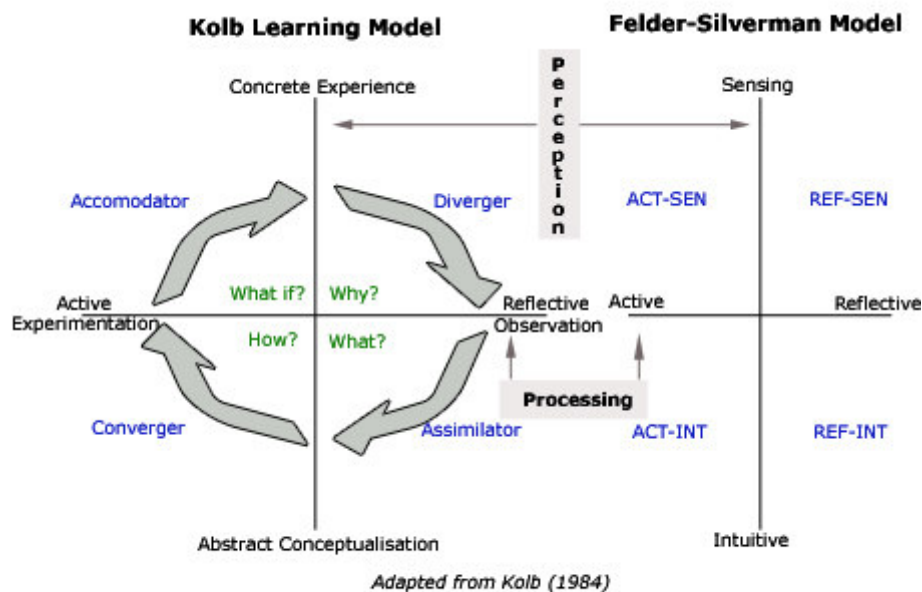 Kolb Learning Model
Felder-Silverman Model
Concrete Experience
Perception
Sensing
Accomodator
Diverger
ACT-SEN
REF-SEN
What if?
Why?
Active
Experimentation
Reflective
Observation
Active
Reflective
How?
What?
Processing
Converger
Assimilator
ACT-INT
REF-INT
Abstract Conceptualisation
Intuitive
Adapted from Kolb (1984)